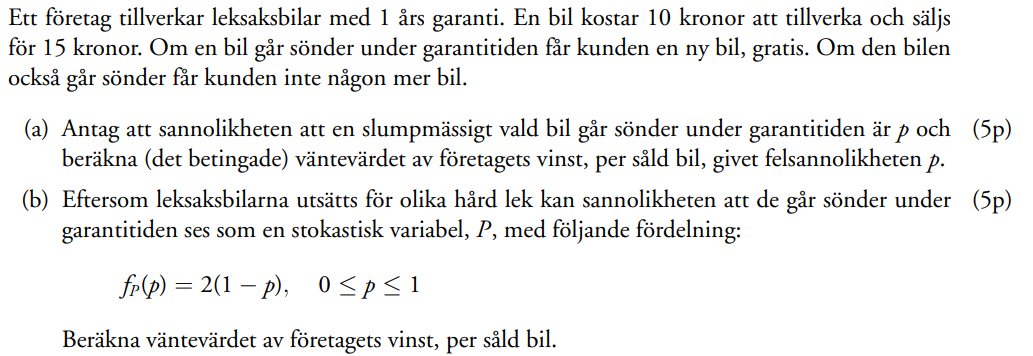 Ett företag tillverkar leksaksbilar med 1 års garanti. En bil kostar 10 kronor att tillverka och säljs
för 15 kronor. Om en bil går sönder under garantitiden får kunden en ny bil, gratis. Om den bilen
också går sönder får kunden inte någon mer bil.
(a) Antag att sannolikheten att en slumpmässigt vald bil går sönder under garantitiden är p och (5p)
beräkna (det betingade) väntevärdet av företagets vinst, per såld bil, givet felsannolikheten p.
(b) Eftersom leksaksbilarna utsätts för olika hård lek kan sannolikheten att de går sönder under (5p)
garantitiden ses som en stokastisk variabel, P, med följande fördelning:
f_P(p) = 2(1 − p), 0 ≤ p ≤ 1
Beräkna väntevärdet av företagets vinst, per såld bil.